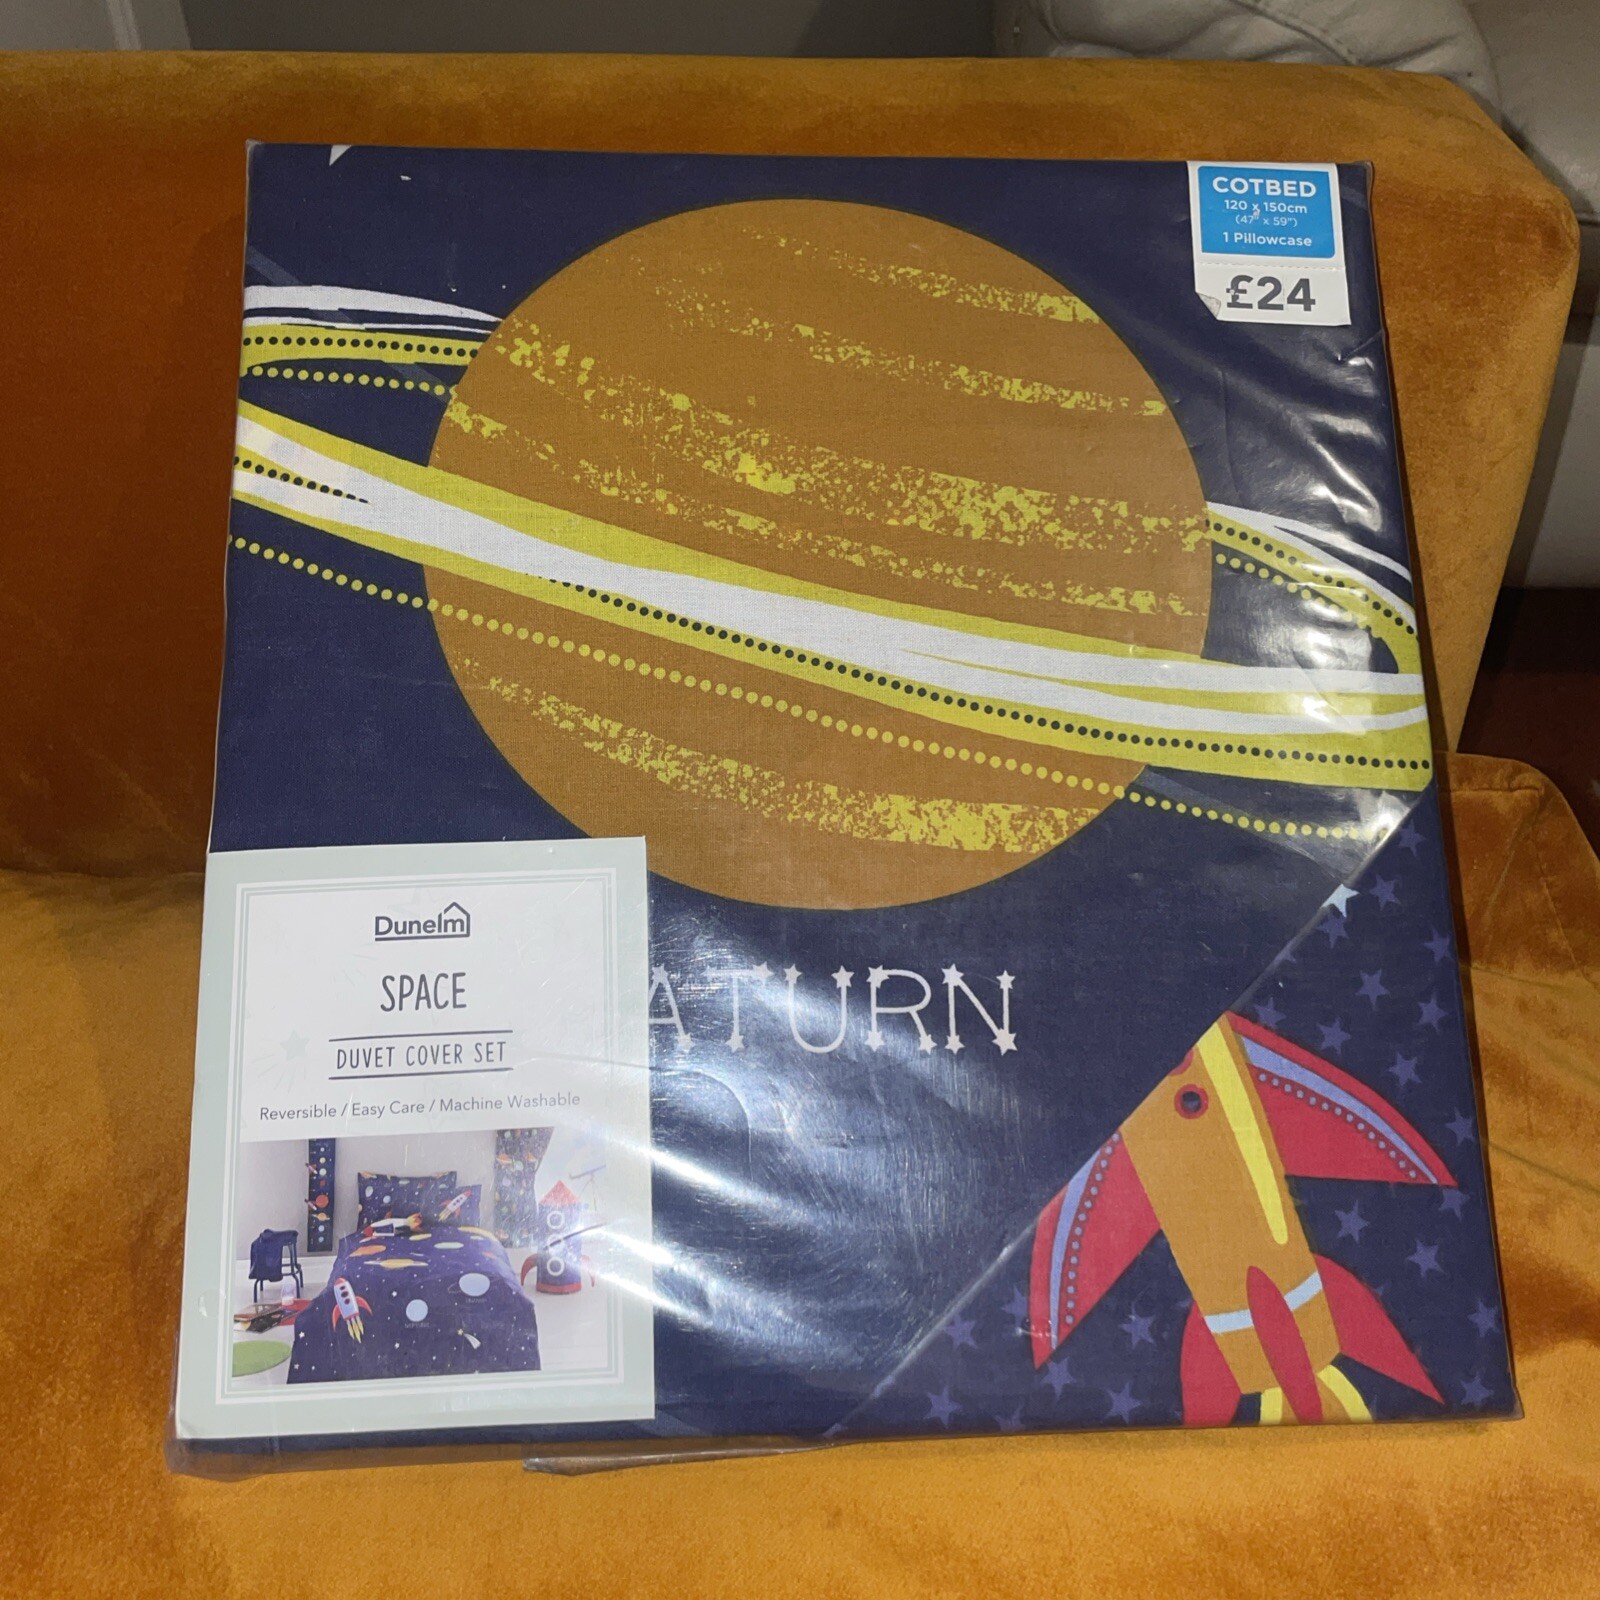 COTBED
120 x 150cm
(47" x 59")
1 Pillowcase
£24
ATURN
Dunelm
SPACE
DUVET COVER SET
Reversible / Easy Care / Machine Washable